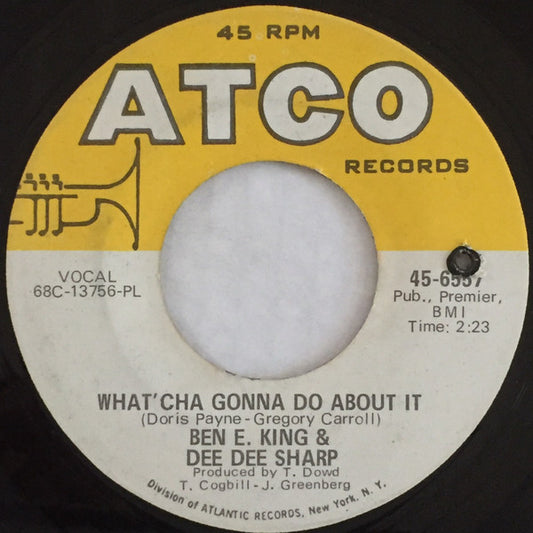 45 RPM
ATCO
RECORDS
VOCAL
68C-13756-PL
45-6557
Pub., Premier,
BMI
Time: 2:23
WHAT'CHA GONNA DO ABOUT IT
(Doris Payne-Gregory Carroll)
BEN E. KING &
DEE DEE SHARP
Produced by T. Dowd
T. Cogbill-J. Greenberg
Division of ATLANTIC RECORDS, New York, N. Y.